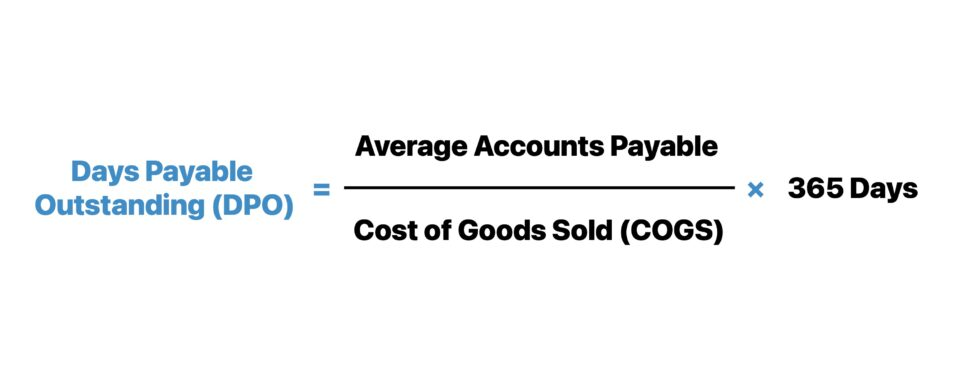 Days Payable
Outstanding (DPO)
=
Average Accounts Payable
Cost of Goods Sold (COGS)
× 365 Days